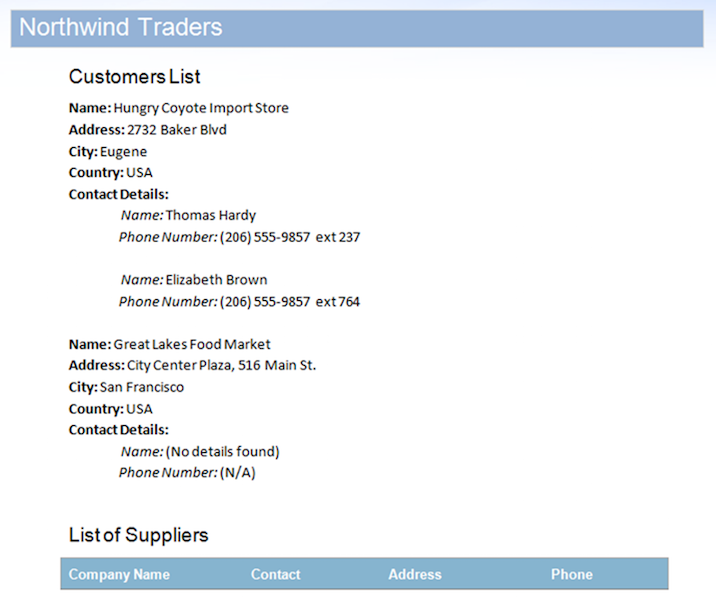 Northwind Traders
Customers List
Name: Hungry Coyote Import Store
Address: 2732 Baker Blvd
City: Eugene
Country: USA
Contact Details:
Name: Thomas Hardy
Phone Number: (206) 555-9857 ext 237
Name: Elizabeth Brown
Phone Number: (206) 555-9857 ext 764
Name: Great Lakes Food Market
Address: City Center Plaza, 516 Main St.
City: San Francisco
Country: USA
Contact Details:
Name: (No details found)
Phone Number: (N/A)
List of Suppliers
Company Name Contact Address Phone